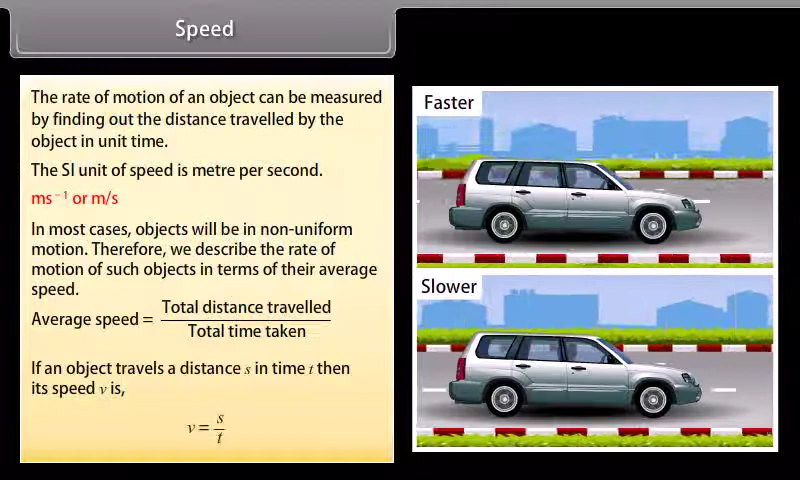 Speed
The rate of motion of an object can be measured
by finding out the distance travelled by the
object in unit time.
The SI unit of speed is metre per second.
ms⁻¹ or m/s
In most cases, objects will be in non-uniform
motion. Therefore, we describe the rate of
motion of such objects in terms of their average
speed.
Average speed = Total distance travelled / Total time taken
If an object travels a distance s in time t then
its speed v is,
v = s / t
Faster
Slower